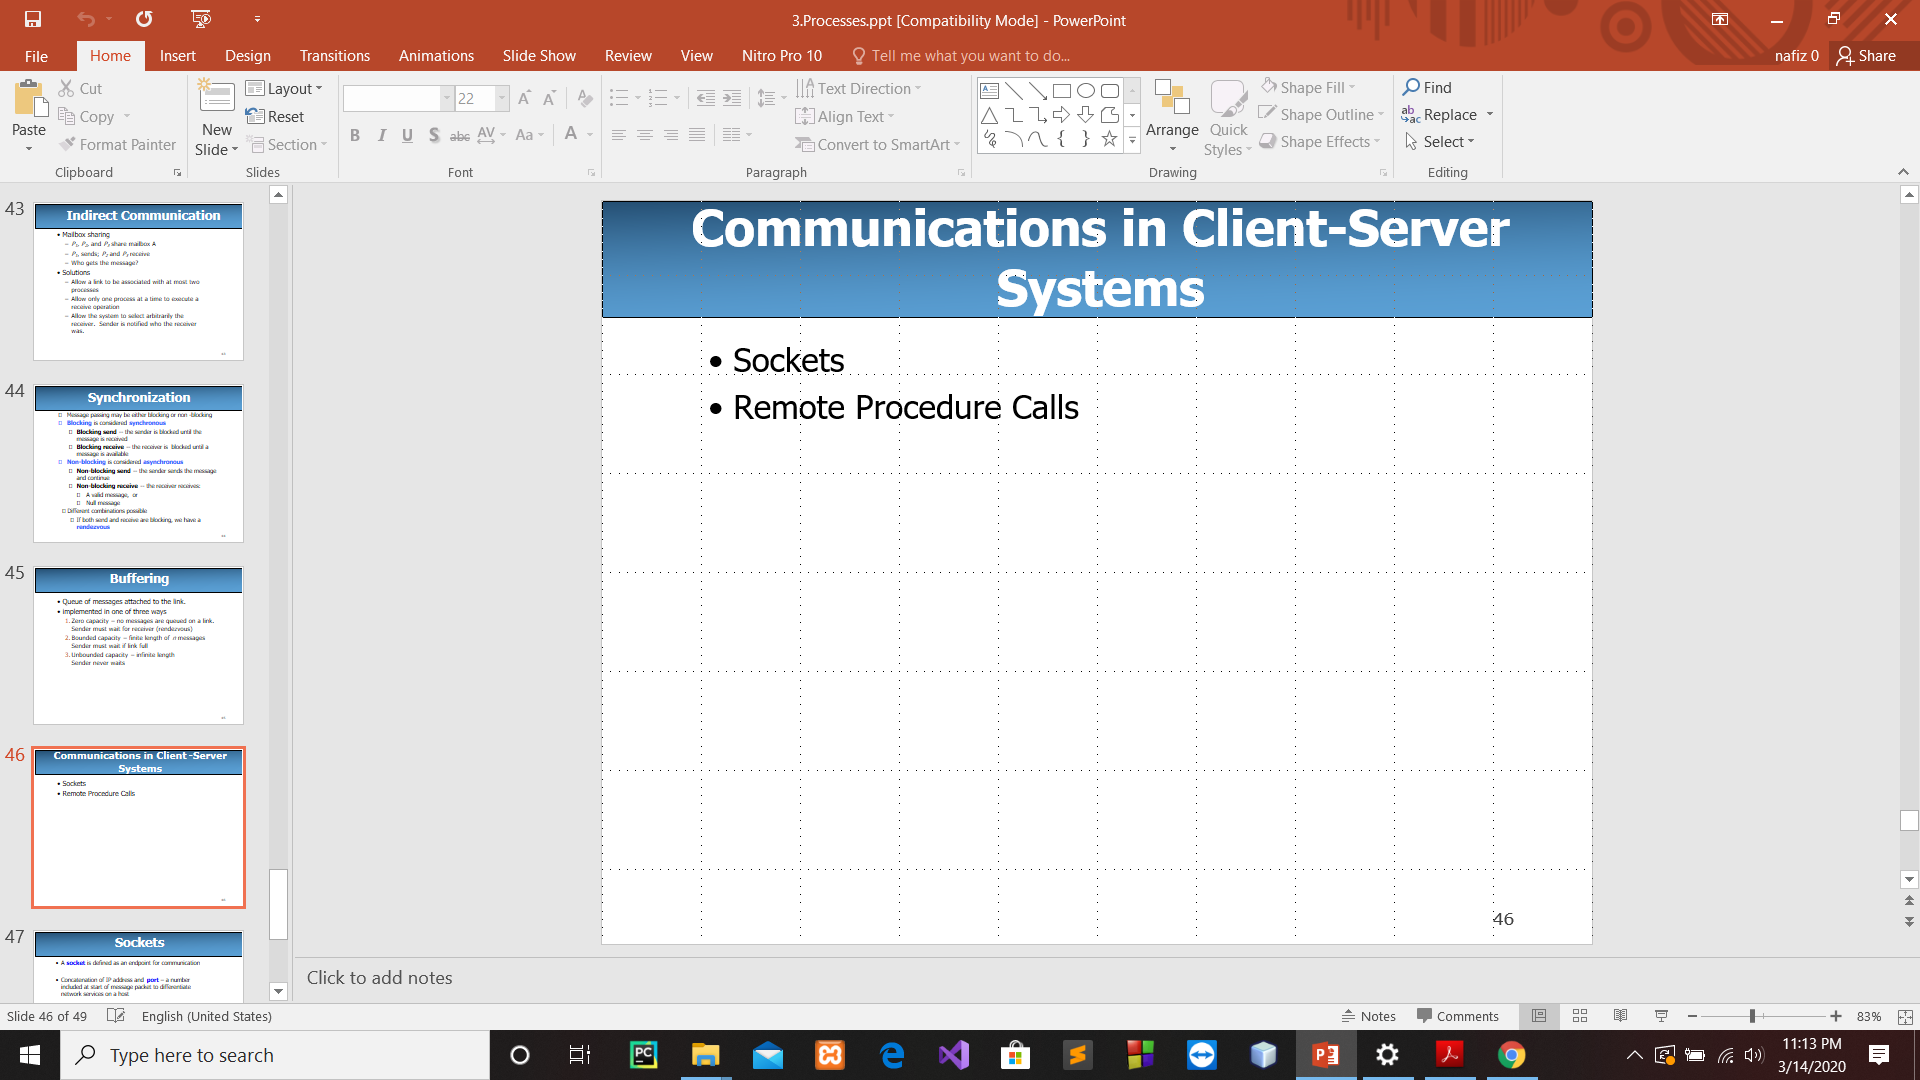 3.Processes.ppt [Compatibility Mode] - PowerPoint
File Home Insert Design Transitions Animations Slide Show Review View Nitro Pro 10 Tell me what you want to do... nafiz 0 Share
Paste
Cut
Copy
Format Painter
Clipboard
New Slide
Layout
Reset
Section
Slides
22
B I U S abc AV Aa A
Font
Text Direction
Align Text
Convert to SmartArt
Paragraph
Arrange
Quick Styles
Shape Fill
Shape Outline
Shape Effects
Drawing
Find
Replace
Select
Editing
43
Indirect Communication
• Mailbox sharing
– P1, P2, and P3 share mailbox A
– P1, sends; P2 and P3 receive
– Who gets the message?
• Solutions
– Allow a link to be associated with at most two
processes
– Allow only one process at a time to execute a
receive operation
– Allow the system to select arbitrarily the
receiver. Sender is notified who the receiver
was.
44
Synchronization
Message passing may be either blocking or non -blocking
Blocking is considered synchronous
Blocking send -- the sender is blocked until the
message is received
Blocking receive -- the receiver is blocked until a
message is available
Non-blocking is considered asynchronous
Non-blocking send -- the sender sends the message
and continue
Non-blocking receive -- the receiver receives:
A valid message, or
Null message
Different combinations possible
If both send and receive are blocking, we have a
rendezvous
45
Buffering
• Queue of messages attached to the link.
• implemented in one of three ways
1. Zero capacity – no messages are queued on a link.
Sender must wait for receiver (rendezvous)
2. Bounded capacity – finite length of n messages
Sender must wait if link full
3. Unbounded capacity – infinite length
Sender never waits
46
Communications in Client-Server
Systems
• Sockets
• Remote Procedure Calls
47
Sockets
• A socket is defined as an endpoint for communication
• Concatenation of IP address and port – a number
included at start of message packet to differentiate
network services on a host
Communications in Client-Server
Systems
• Sockets
• Remote Procedure Calls
46
Click to add notes
Slide 46 of 49 English (United States) Notes Comments 83%
Type here to search
11:13 PM
3/14/2020